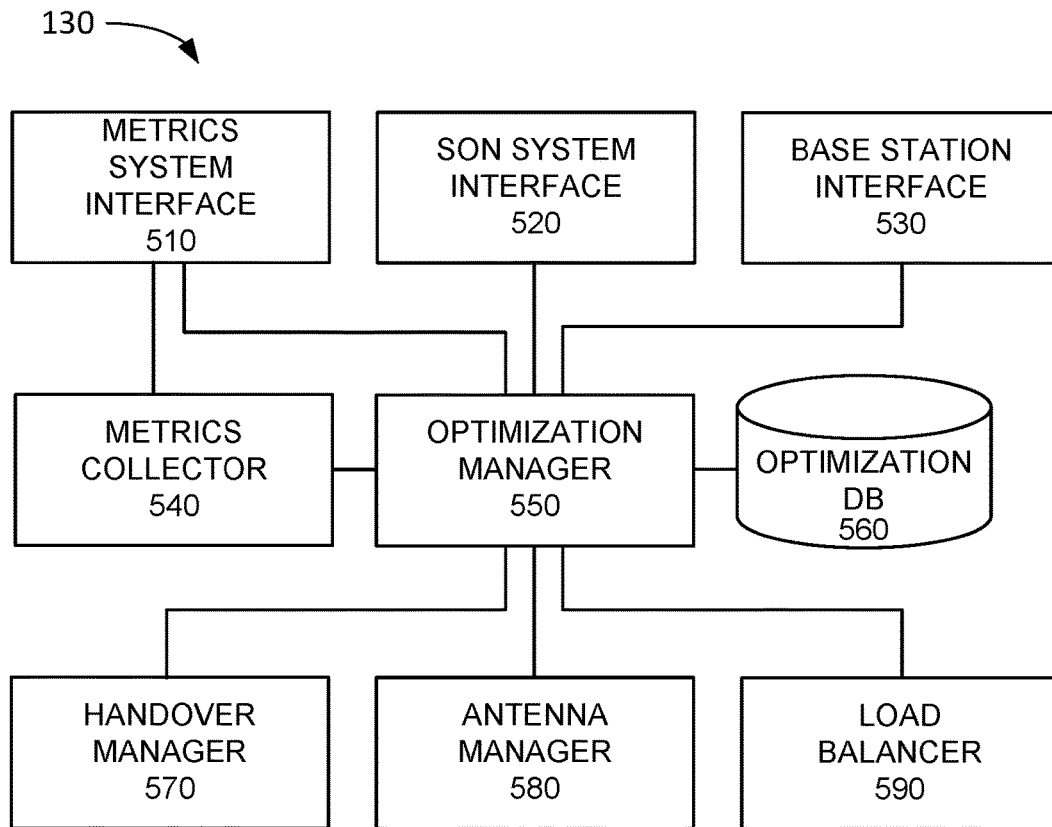 130
METRICS
SYSTEM
INTERFACE
510
SON SYSTEM
INTERFACE
520
BASE STATION
INTERFACE
530
METRICS
COLLECTOR
540
OPTIMIZATION
MANAGER
550
OPTIMIZATION
DB
560
HANDOVER
MANAGER
570
ANTENNA
MANAGER
580
LOAD
BALANCER
590